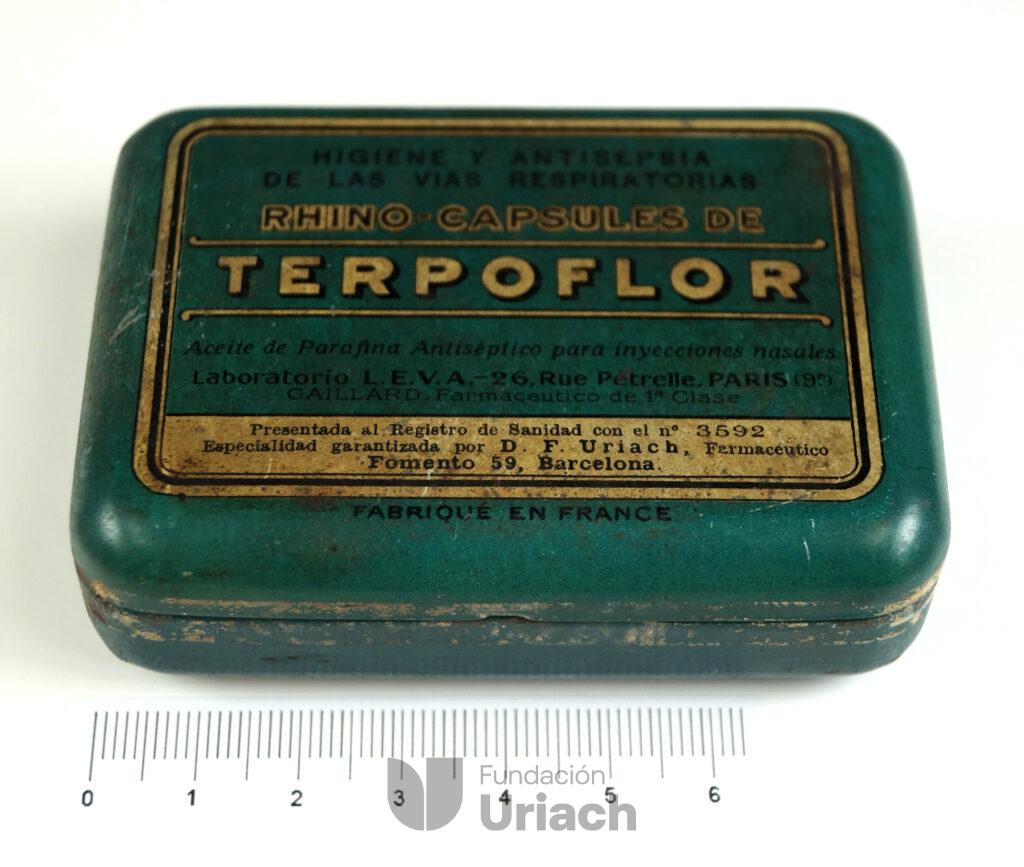 HIGIENE Y ANTISEPSIA
DE LAS VIAS RESPIRATORIAS
RHINO-CAPSULES DE
TERPOFLOR
Aceite de Parafina Antiséptico para inyecciones nasales
Laboratorio L.E.V.A.-26, Rue Pétrelle, PARIS (9e)
GAILLARD, Farmaceutico de 1ª Clase
Presentada al Registro de Sanidad con el nº 3592
Especialidad garantizada por D. F. Uriach, Farmacéutico
Fomento 59, Barcelona.
FABRIQUÉ EN FRANCE
0 1 2 3 4 5 6
Fundación
Uriach